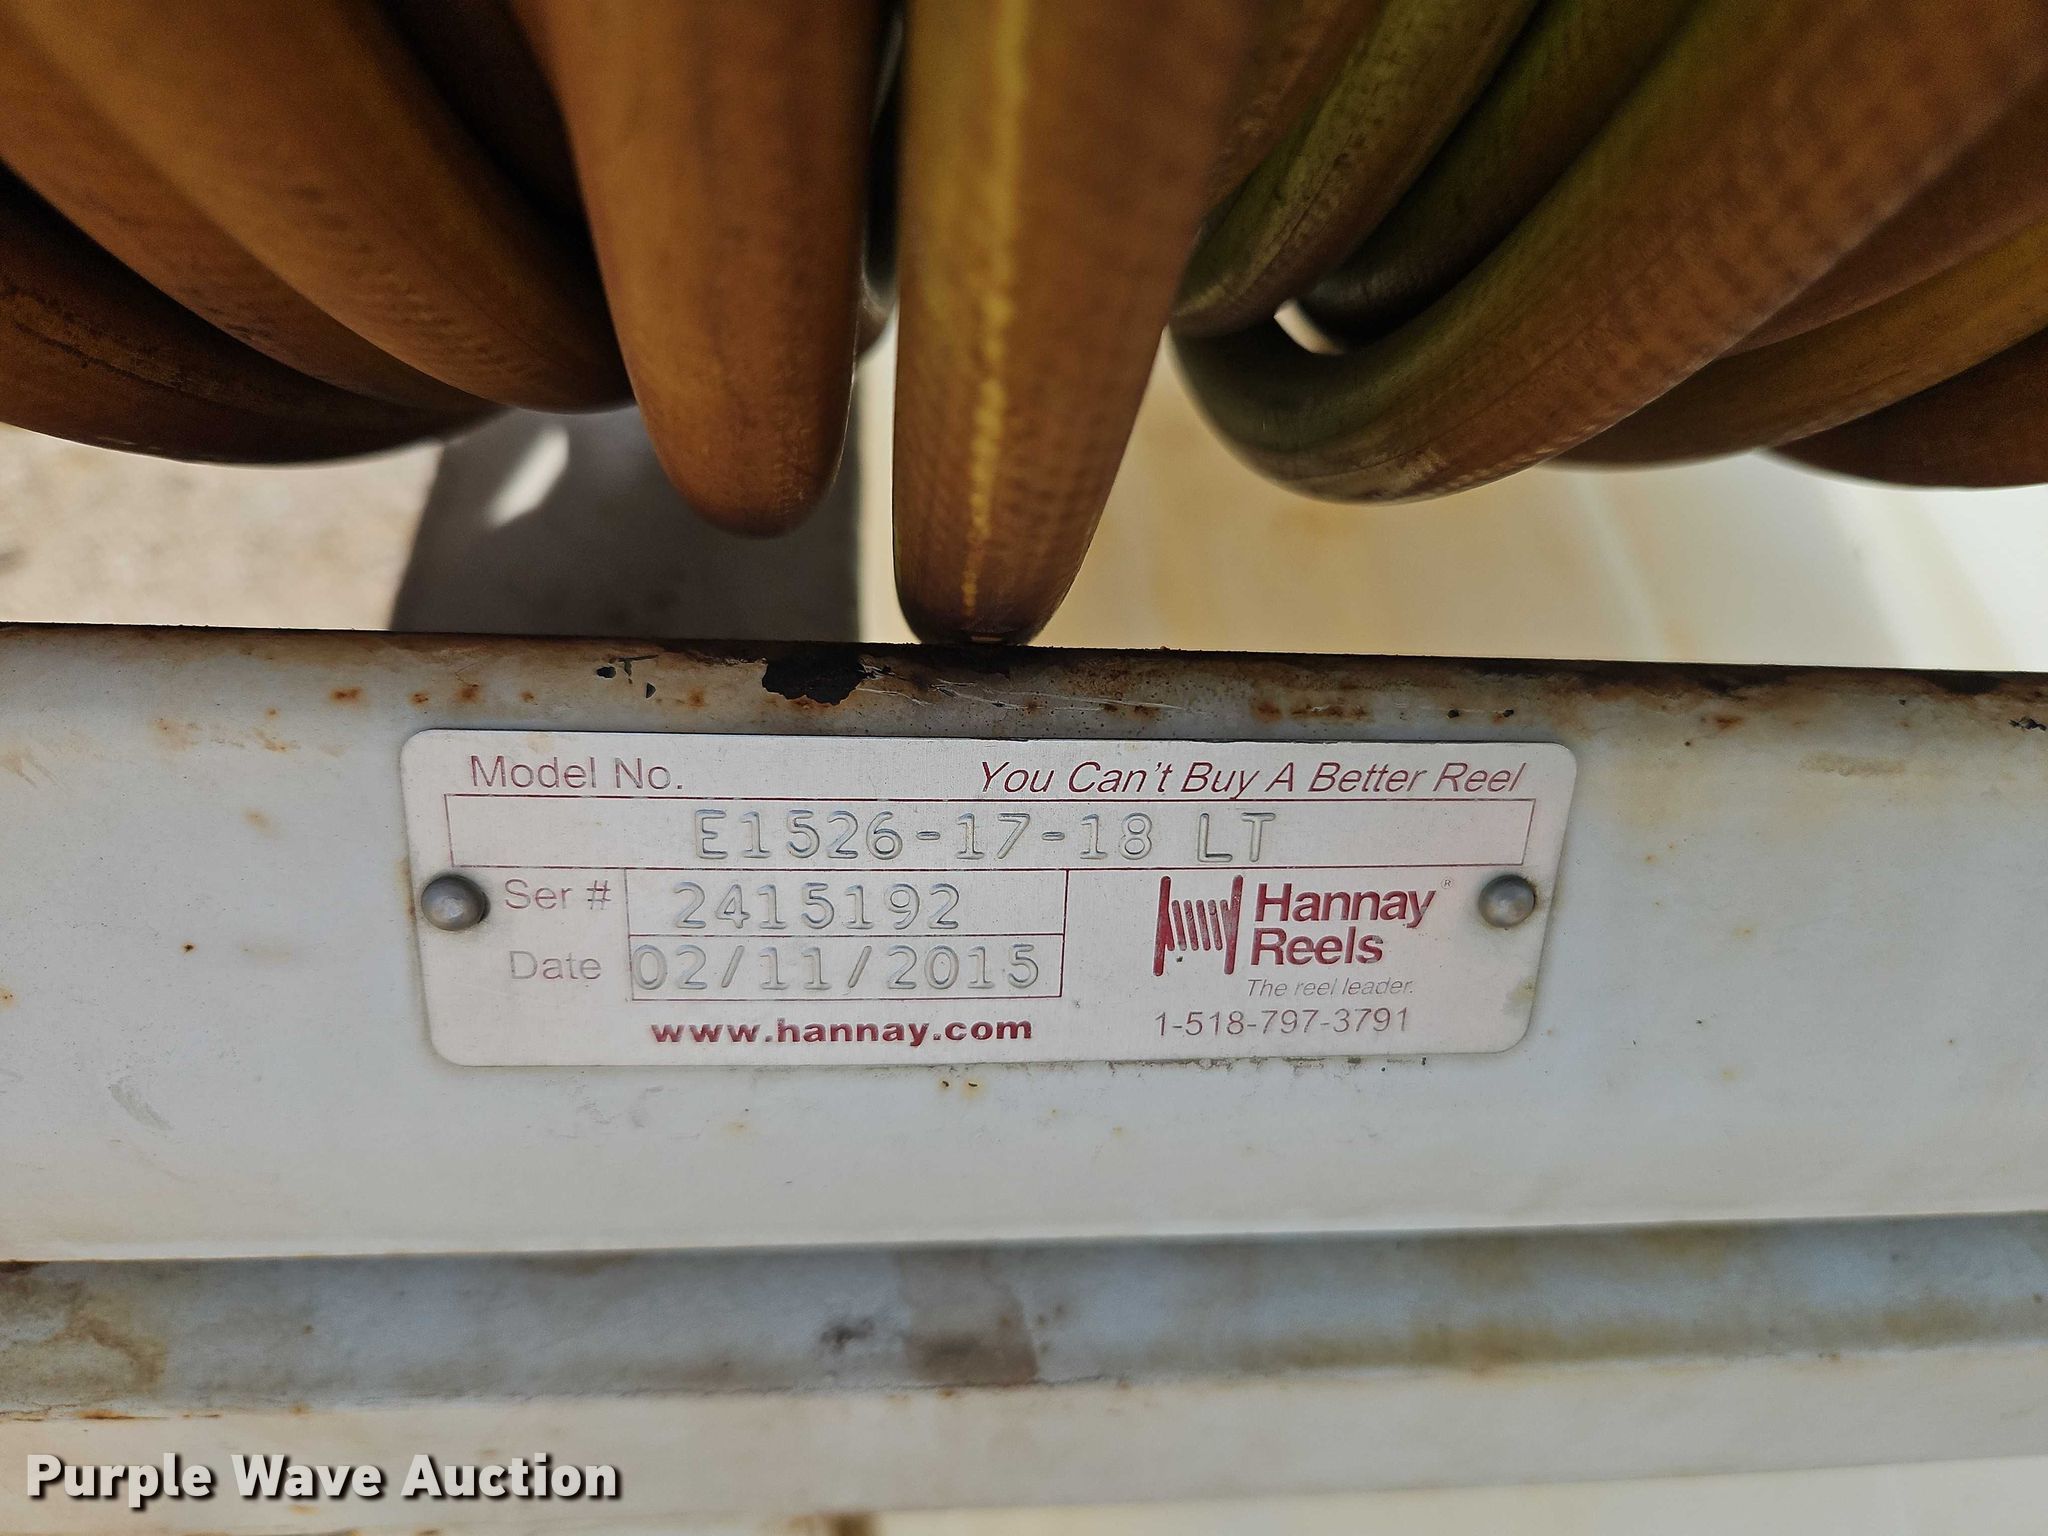 Model No. You Can't Buy A Better Reel
E1526-17-18 LT
Ser # 2415192
Date 02/11/2015
Hannay®
Reels
The reel leader.
www.hannay.com 1-518-797-3791
Purple Wave Auction